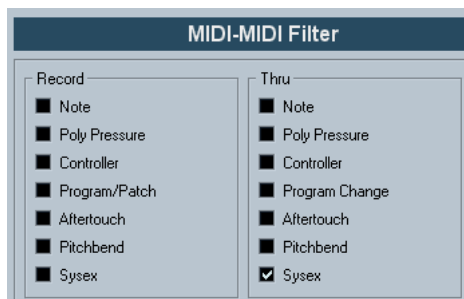 MIDI-MIDI Filter
Record
Note
Poly Pressure
Controller
Program/Patch
Aftertouch
Pitchbend
Sysex
Thru
Note
Poly Pressure
Controller
Program Change
Aftertouch
Pitchbend
Sysex